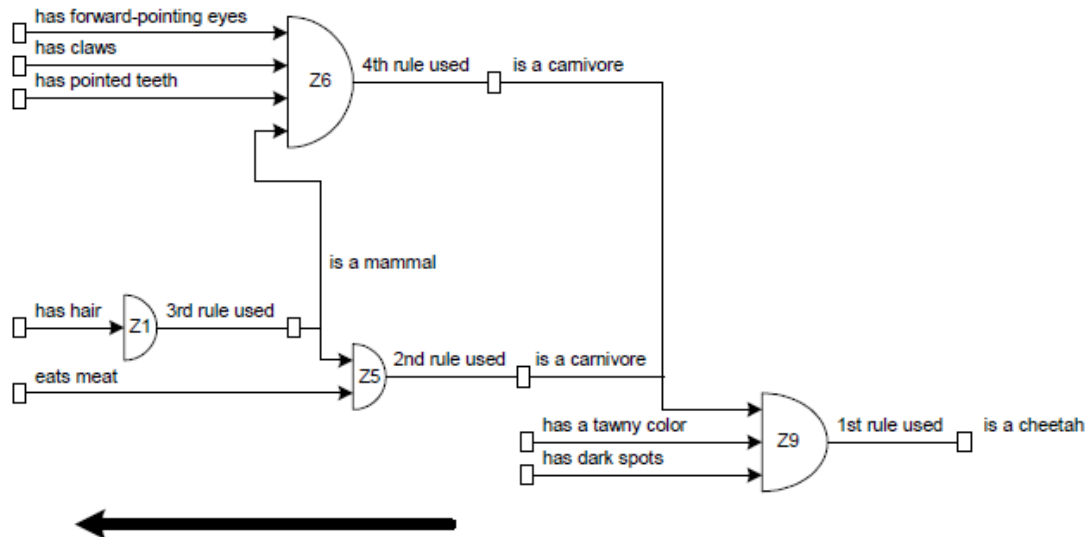 has forward-pointing eyes
has claws
has pointed teeth
Z6
4th rule used
is a carnivore
is a mammal
has hair
Z1
3rd rule used
eats meat
Z5
2nd rule used
is a carnivore
has a tawny color
has dark spots
Z9
1st rule used
is a cheetah